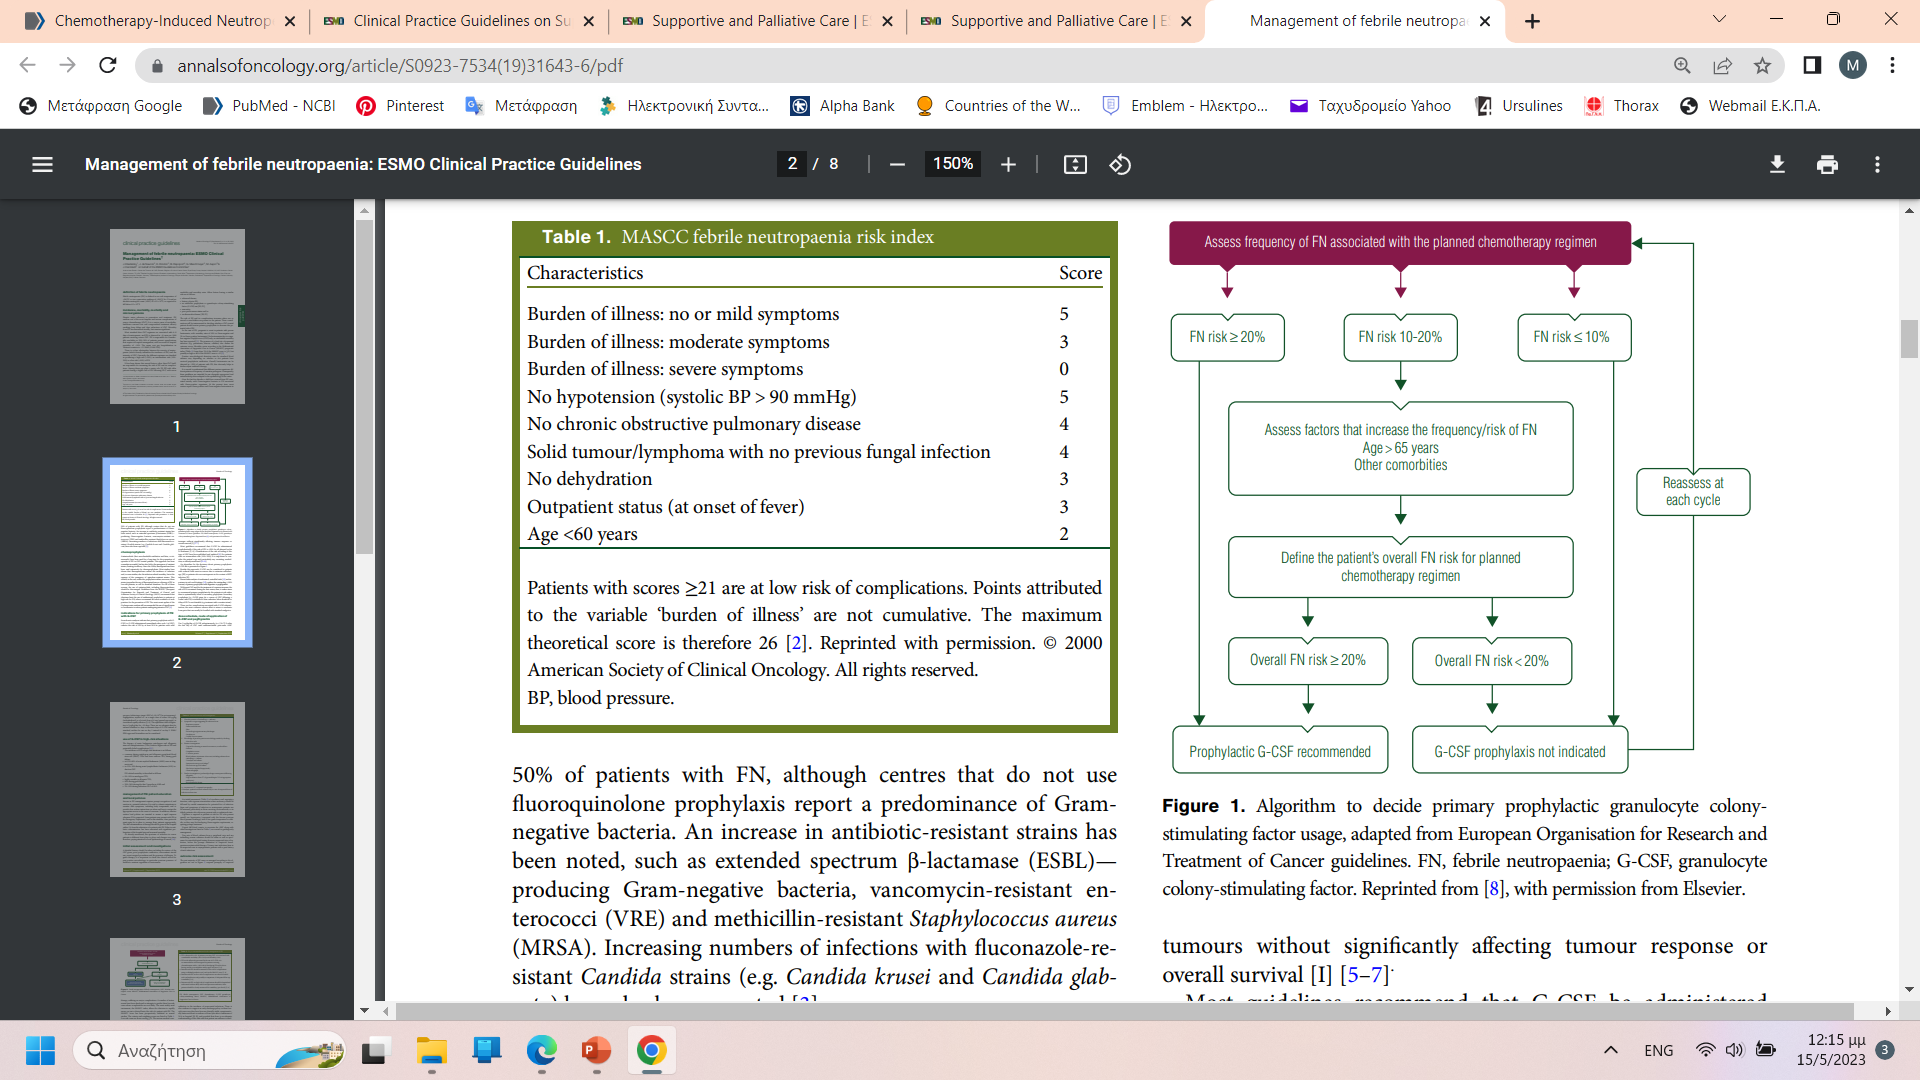 Chemotherapy-Induced Neutrop
Clinical Practice Guidelines on Su
Supportive and Palliative Care | E
Supportive and Palliative Care | E
Management of febrile neutropa
annalsofoncology.org/article/S0923-7534(19)31643-6/pdf
M
Μετάφραση Google
PubMed - NCBI
Pinterest
Μετάφραση
Ηλεκτρονική Συντα...
Alpha Bank
Countries of the W...
Emblem - Ηλεκτρο...
Ταχυδρομείο Yahoo
Ursulines
Thorax
Webmail Ε.Κ.Π.Α.
Management of febrile neutropaenia: ESMO Clinical Practice Guidelines
2 / 8
150%
1
2
3
Table 1. MASCC febrile neutropaenia risk index
Characteristics Score
Burden of illness: no or mild symptoms 5
Burden of illness: moderate symptoms 3
Burden of illness: severe symptoms 0
No hypotension (systolic BP > 90 mmHg) 5
No chronic obstructive pulmonary disease 4
Solid tumour/lymphoma with no previous fungal infection 4
No dehydration 3
Outpatient status (at onset of fever) 3
Age <60 years 2
Patients with scores ≥21 are at low risk of complications. Points attributed
to the variable ‘burden of illness’ are not cumulative. The maximum
theoretical score is therefore 26 [2]. Reprinted with permission. © 2000
American Society of Clinical Oncology. All rights reserved.
BP, blood pressure.
50% of patients with FN, although centres that do not use
fluoroquinolone prophylaxis report a predominance of Gram-
negative bacteria. An increase in antibiotic-resistant strains has
been noted, such as extended spectrum β-lactamase (ESBL)—
producing Gram-negative bacteria, vancomycin-resistant en-
terococci (VRE) and methicillin-resistant Staphylococcus aureus
(MRSA). Increasing numbers of infections with fluconazole-re-
sistant Candida strains (e.g. Candida krusei and Candida glab-
Assess frequency of FN associated with the planned chemotherapy regimen
FN risk ≥ 20%
FN risk 10-20%
FN risk ≤ 10%
Assess factors that increase the frequency/risk of FN
Age > 65 years
Other comorbities
Reassess at
each cycle
Define the patient's overall FN risk for planned
chemotherapy regimen
Overall FN risk ≥ 20%
Overall FN risk < 20%
Prophylactic G-CSF recommended
G-CSF prophylaxis not indicated
Figure 1. Algorithm to decide primary prophylactic granulocyte colony-
stimulating factor usage, adapted from European Organisation for Research and
Treatment of Cancer guidelines. FN, febrile neutropaenia; G-CSF, granulocyte
colony-stimulating factor. Reprinted from [8], with permission from Elsevier.
tumours without significantly affecting tumour response or
overall survival [I] [5–7].
Most guidelines recommend that G-CSF be administered
Αναζήτηση
ENG
12:15 μμ
15/5/2023
3